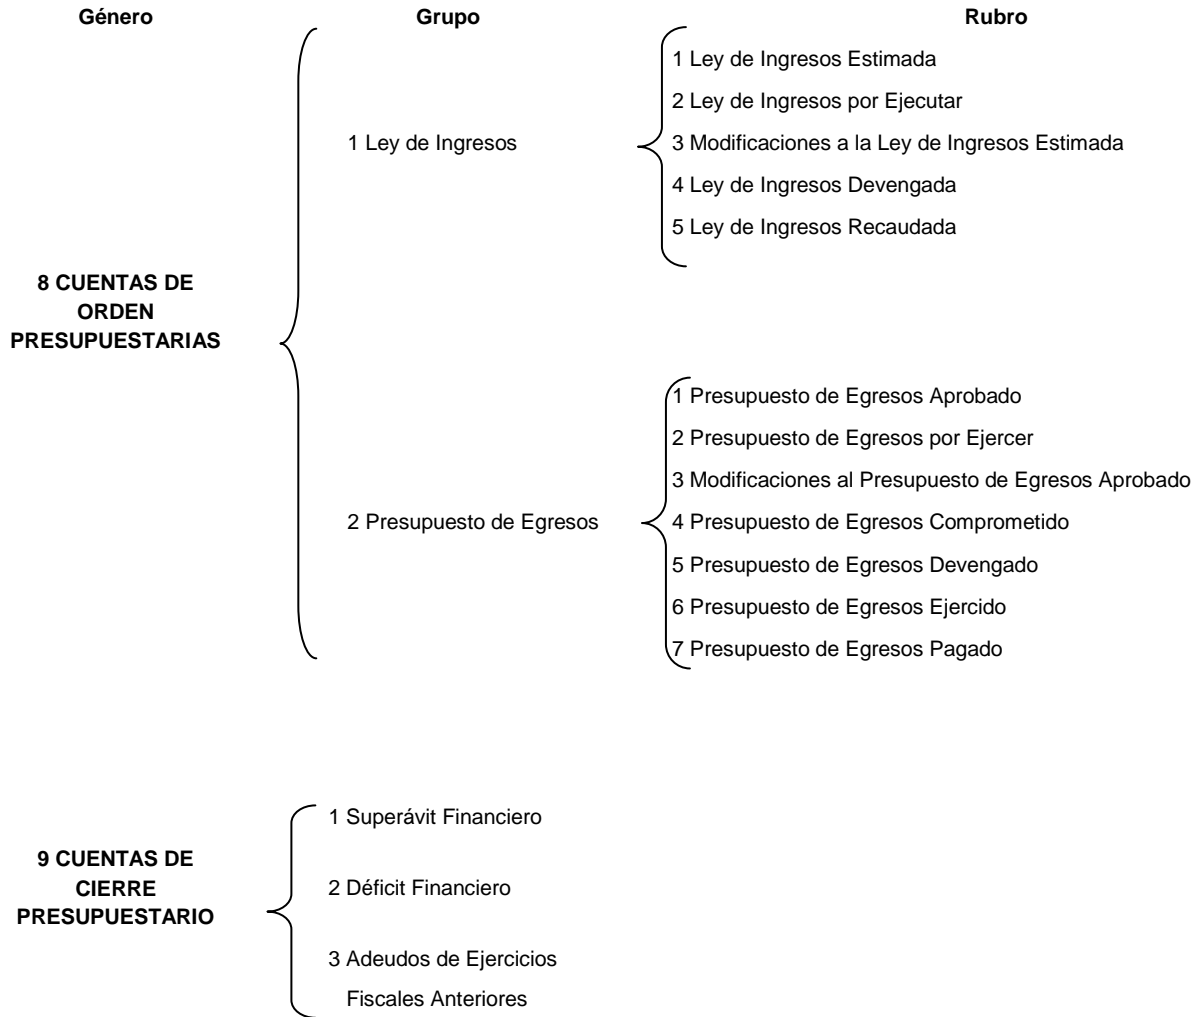 Género Grupo Rubro
1 Ley de Ingresos Estimada
2 Ley de Ingresos por Ejecutar
1 Ley de Ingresos
3 Modificaciones a la Ley de Ingresos Estimada
4 Ley de Ingresos Devengada
5 Ley de Ingresos Recaudada
8 CUENTAS DE
ORDEN
PRESUPUESTARIAS
1 Presupuesto de Egresos Aprobado
2 Presupuesto de Egresos por Ejercer
3 Modificaciones al Presupuesto de Egresos Aprobado
2 Presupuesto de Egresos
4 Presupuesto de Egresos Comprometido
5 Presupuesto de Egresos Devengado
6 Presupuesto de Egresos Ejercido
7 Presupuesto de Egresos Pagado
9 CUENTAS DE
CIERRE
PRESUPUESTARIO
1 Superávit Financiero
2 Déficit Financiero
3 Adeudos de Ejercicios
Fiscales Anteriores